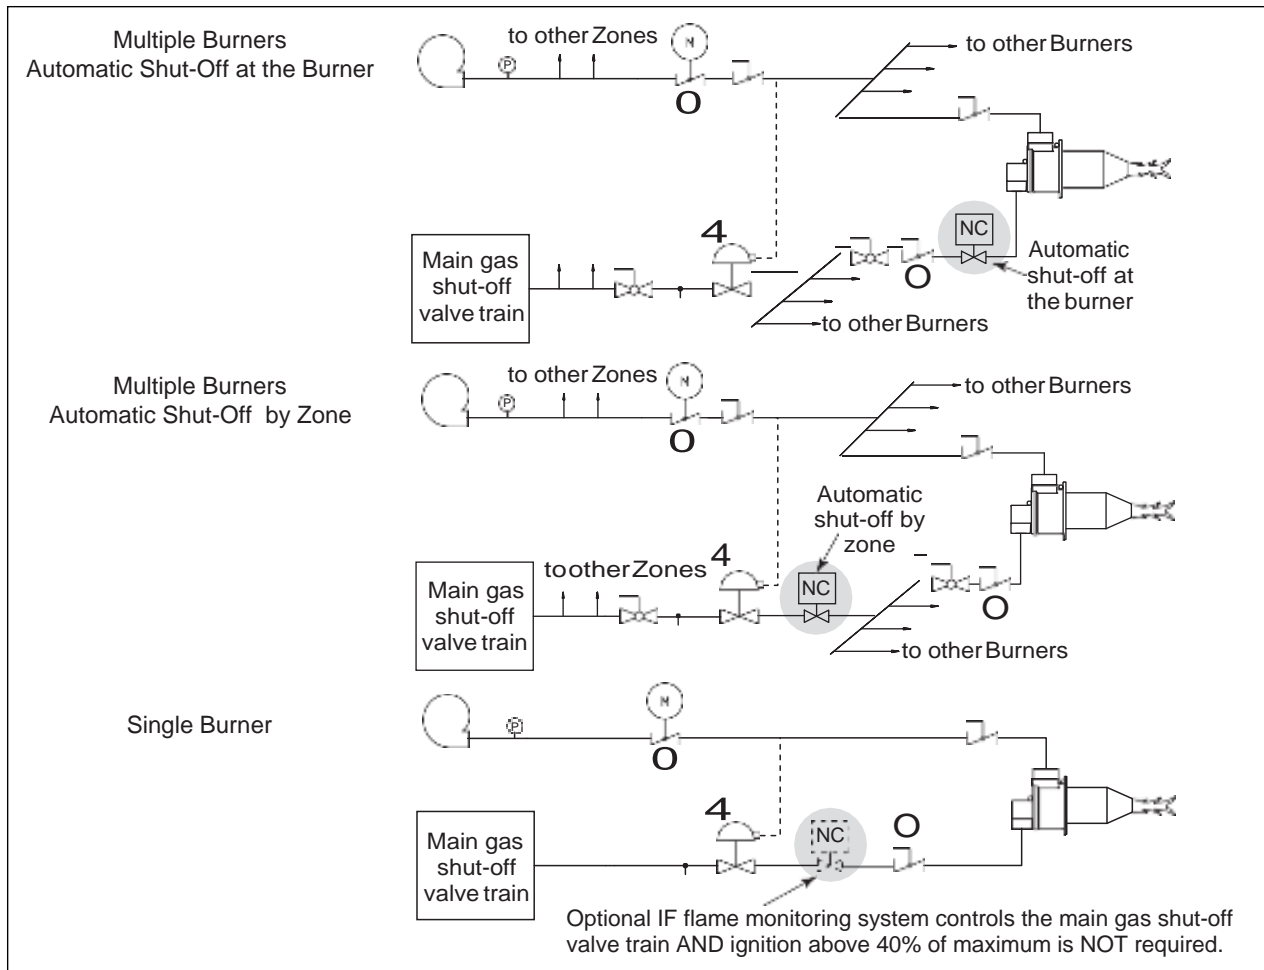 Multiple Burners
Automatic Shut-Off at the Burner
to other Zones
N
to other Burners
P
O
4
NC
Main gas
shut-off
valve train
O
Automatic
shut-off at
the burner
to other Burners
Multiple Burners
Automatic Shut-Off by Zone
to other Zones
N
to other Burners
P
O
Automatic
shut-off by
zone
4
to other Zones
NC
Main gas
shut-off
valve train
O
to other Burners
Single Burner
M
P
O
4
O
NC
Main gas
shut-off
valve train
Optional IF flame monitoring system controls the main gas shut-off
valve train AND ignition above 40% of maximum is NOT required.